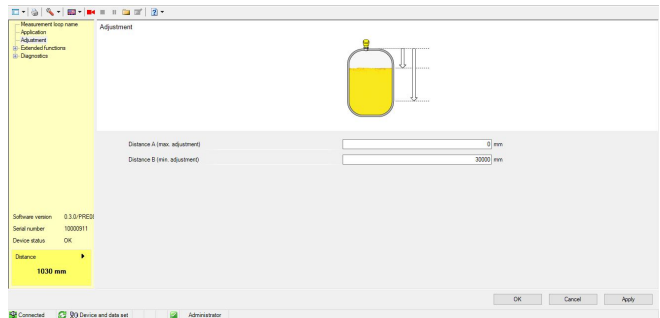 Measurement loop name
Application
Adjustment
Extended functions
Diagnostics
Adjustment
Distance A (max. adjustment) 0 mm
Distance B (min. adjustment) 30000 mm
Software version 0.3.0/PRE0
Serial number 10000911
Device status OK
Distance
1030 mm
OK Cancel Apply
Connected Device and data set Administrator